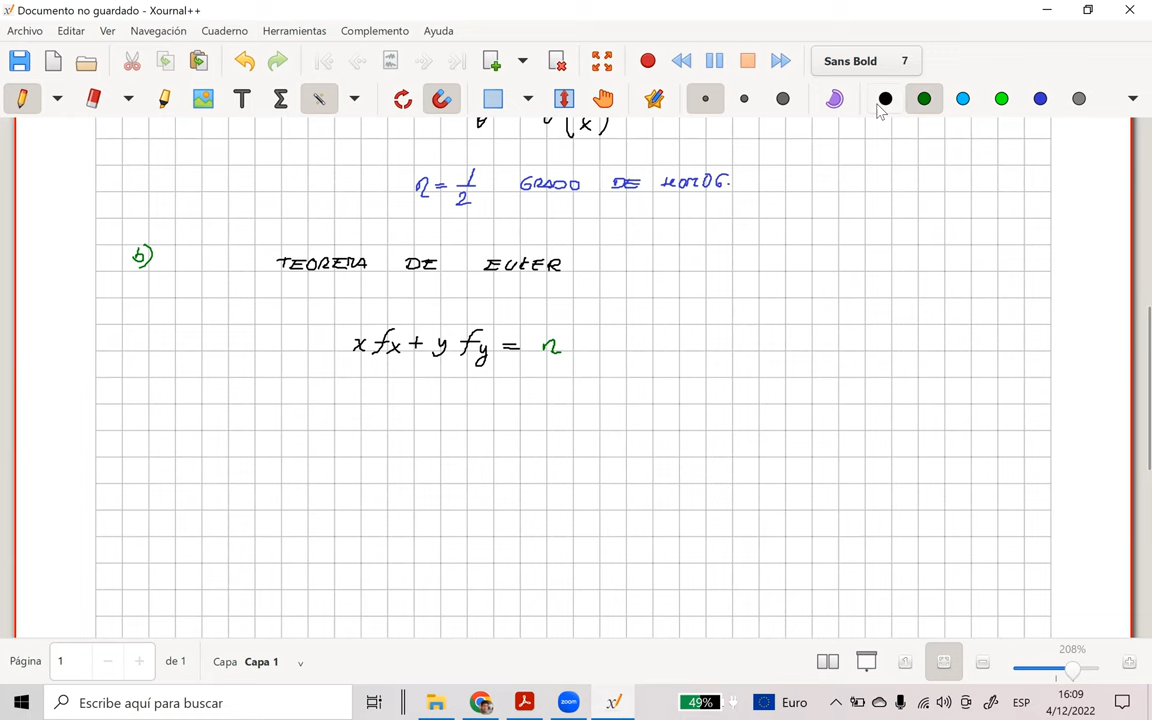 Documento no guardado - Xournal++
Archivo Editar Ver Navegación Cuaderno Herramientas Complemento Ayuda
Sans Bold 7
(x)
n = 1/2 GRADO DE HOMOG.
b) TEOREMA DE EULER
x fx + y fy = n
Página 1 de 1 Capa Capa 1 208%
Escribe aquí para buscar 49% Euro ESP 16:09
4/12/2022